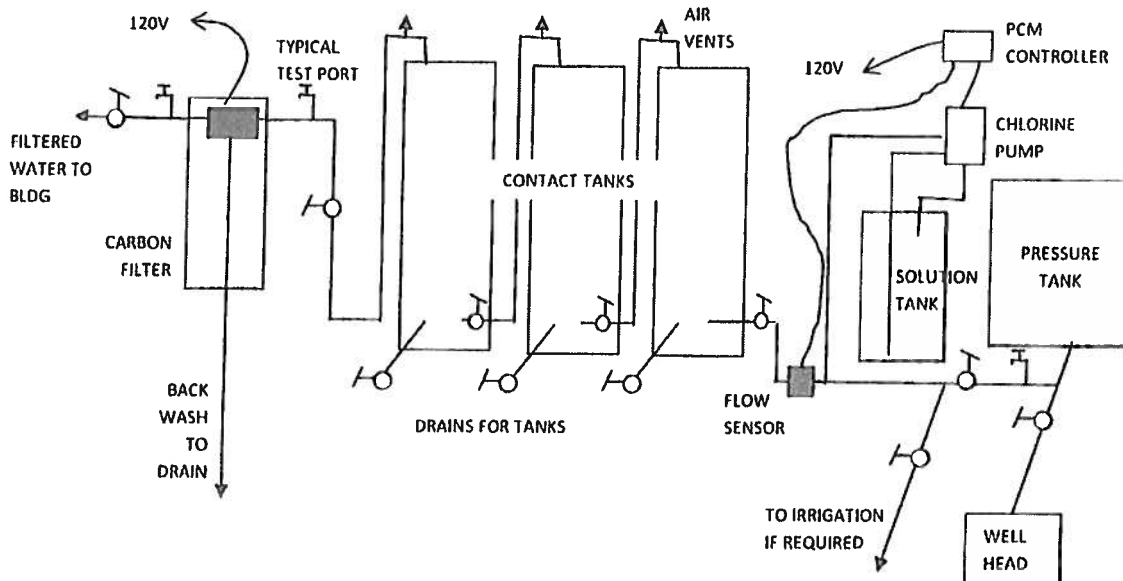 120V
TYPICAL
TEST PORT
AIR
VENTS
PCM
CONTROLLER
120V
CHLORINE
PUMP
FILTERED
WATER TO
BLDG
CONTACT TANKS
CARBON
FILTER
SOLUTION
TANK
PRESSURE
TANK
BACK
WASH
TO
DRAIN
DRAINS FOR TANKS
FLOW
SENSOR
TO IRRIGATION
IF REQUIRED
WELL
HEAD